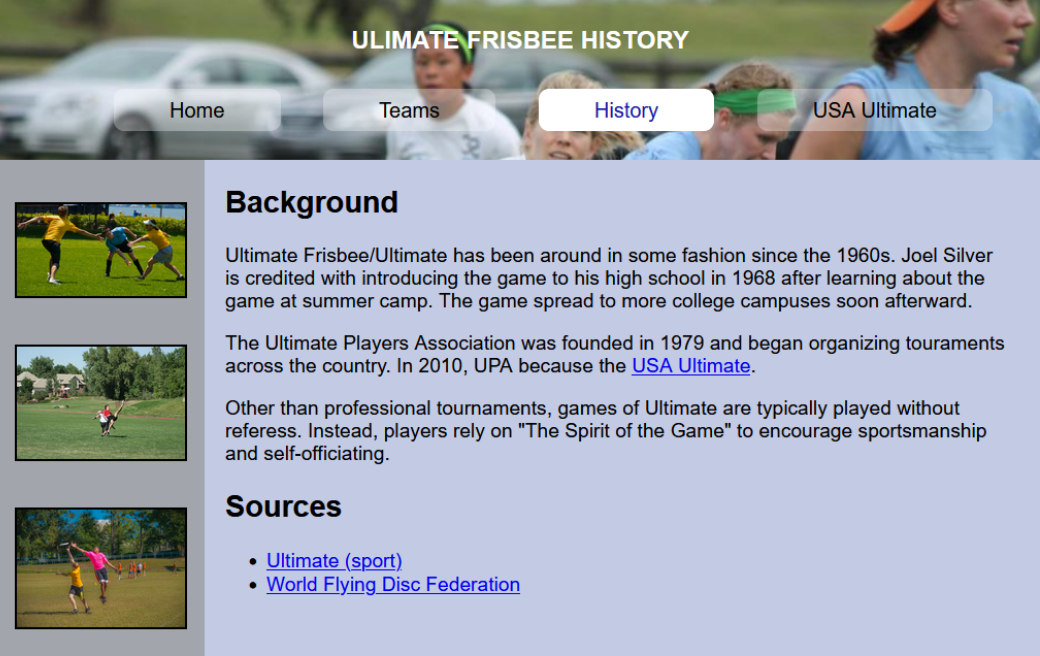 ULIMATE FRISBEE HISTORY
Home
Teams
History
USA Ultimate
Background
Ultimate Frisbee/Ultimate has been around in some fashion since the 1960s. Joel Silver
is credited with introducing the game to his high school in 1968 after learning about the
game at summer camp. The game spread to more college campuses soon afterward.
The Ultimate Players Association was founded in 1979 and began organizing touraments
across the country. In 2010, UPA because the USA Ultimate.
Other than professional tournaments, games of Ultimate are typically played without
referess. Instead, players rely on "The Spirit of the Game" to encourage sportsmanship
and self-officiating.
Sources
• Ultimate (sport)
• World Flying Disc Federation